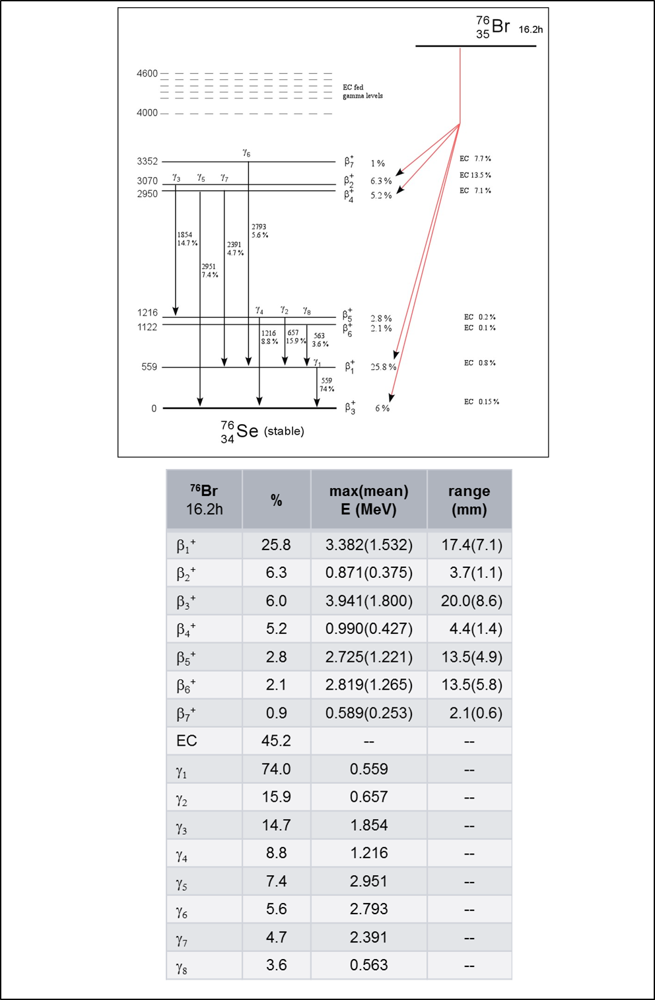 76
35 Br 16.2h
4600
EC fed
gamma levels
4000
γ6
3352 β7+ 1 % EC 7.7 %
γ3 γ5 γ7
3070 β2+ 6.3 % EC 13.5 %
2950 β4+ 5.2 % EC 7.1 %
2793
5.6 %
1854
14.7 %
2391
4.7 %
2951
7.4 %
γ4 γ2 γ8
1216 β5+ 2.8 % EC 0.2 %
1122 β6+ 2.1 % EC 0.1 %
1216 657 563
8.8 % 15.9 % 3.6 %
γ1
559 β1+ 25.8 % EC 0.8 %
559
74 %
0 β3+ 6 % EC 0.15 %
76
34 Se (stable)
76Br % max(mean) range
16.2h E (MeV) (mm)
β1+ 25.8 3.382(1.532) 17.4(7.1)
β2+ 6.3 0.871(0.375) 3.7(1.1)
β3+ 6.0 3.941(1.800) 20.0(8.6)
β4+ 5.2 0.990(0.427) 4.4(1.4)
β5+ 2.8 2.725(1.221) 13.5(4.9)
β6+ 2.1 2.819(1.265) 13.5(5.8)
β7+ 0.9 0.589(0.253) 2.1(0.6)
EC 45.2 -- --
γ1 74.0 0.559 --
γ2 15.9 0.657 --
γ3 14.7 1.854 --
γ4 8.8 1.216 --
γ5 7.4 2.951 --
γ6 5.6 2.793 --
γ7 4.7 2.391 --
γ8 3.6 0.563 --